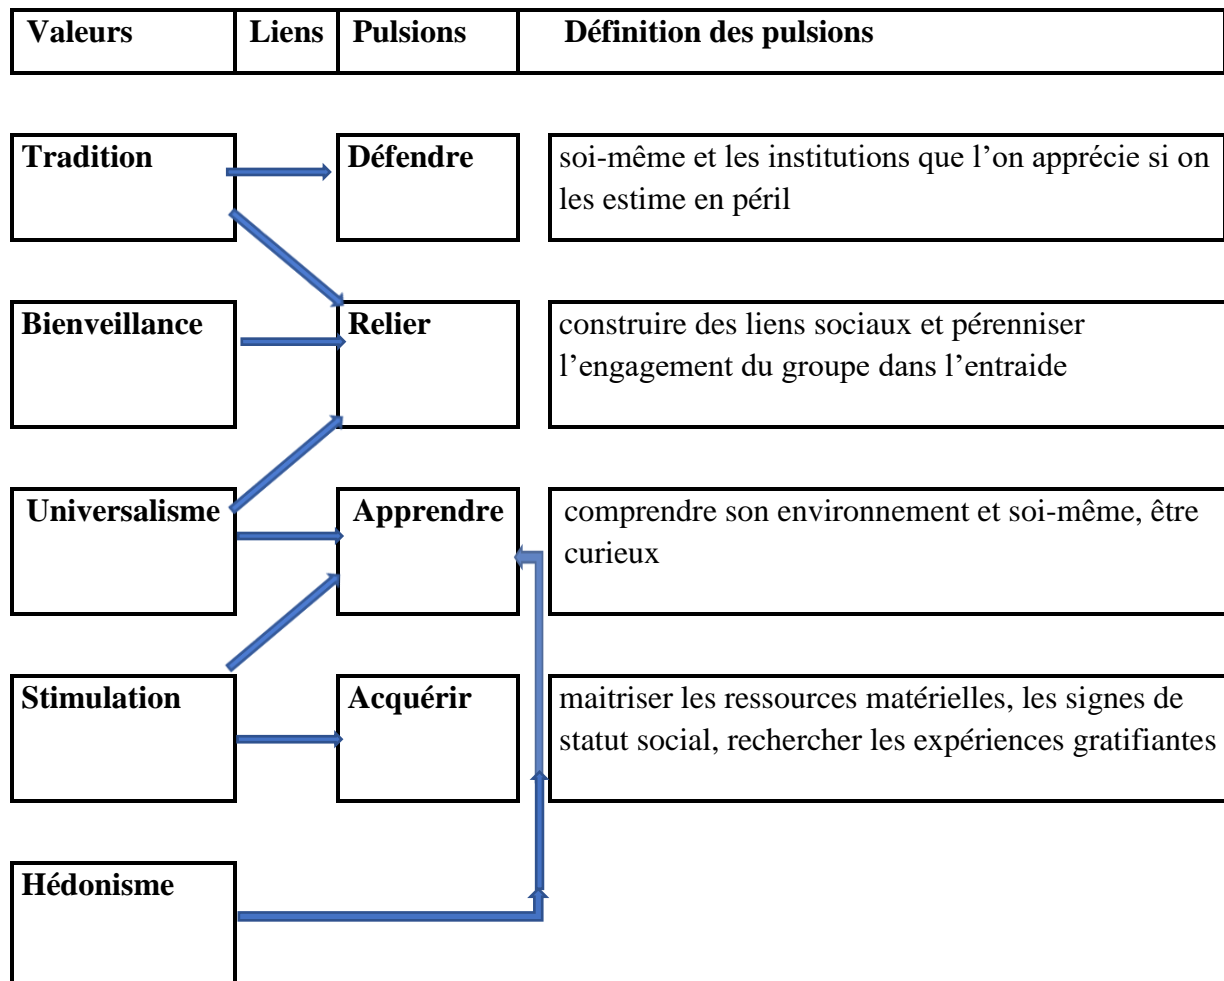 Valeurs Liens Pulsions Définition des pulsions
Tradition Défendre soi-même et les institutions que l’on apprécie si on
les estime en péril
Bienveillance Relier construire des liens sociaux et pérenniser
l’engagement du groupe dans l’entraide
Universalisme Apprendre comprendre son environnement et soi-même, être
curieux
Stimulation Acquérir maitriser les ressources matérielles, les signes de
statut social, rechercher les expériences gratifiantes
Hédonisme